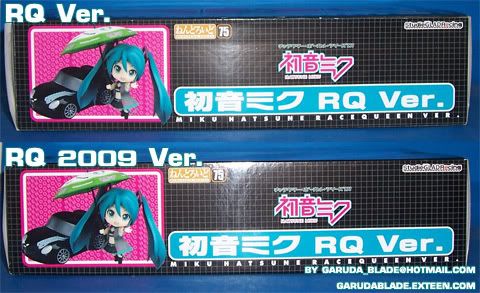 RQ Ver.
ねんどろいど 75
初音ミク
HATSUNE MIKU
初音ミク RQ Ver.
MIKU HATSUNE RACEQUEEN VER.
RQ 2009 Ver.
ねんどろいど 75
初音ミク
HATSUNE MIKU
初音ミク RQ Ver.
MIKU HATSUNE RACEQUEEN VER.
BY GARUDA_BLADE@HOTMAIL.COM
GARUDABLADE.EXTEEN.COM